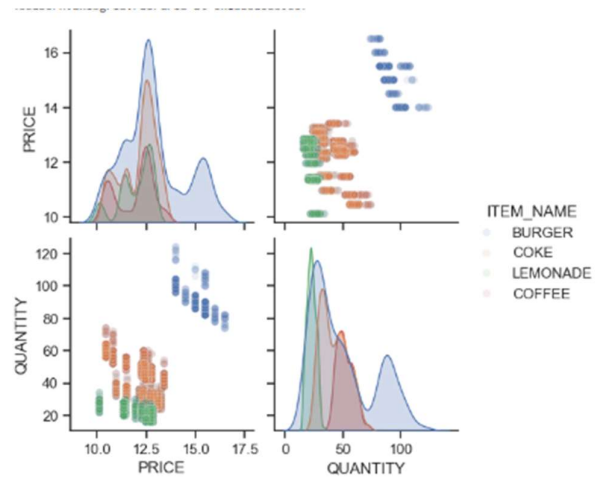 PRICE
16
14
12
10
QUANTITY
120
100
80
60
40
20
10.0 12.5 15.0 17.5
PRICE
0 50 100
QUANTITY
ITEM_NAME
BURGER
COKE
LEMONADE
COFFEE